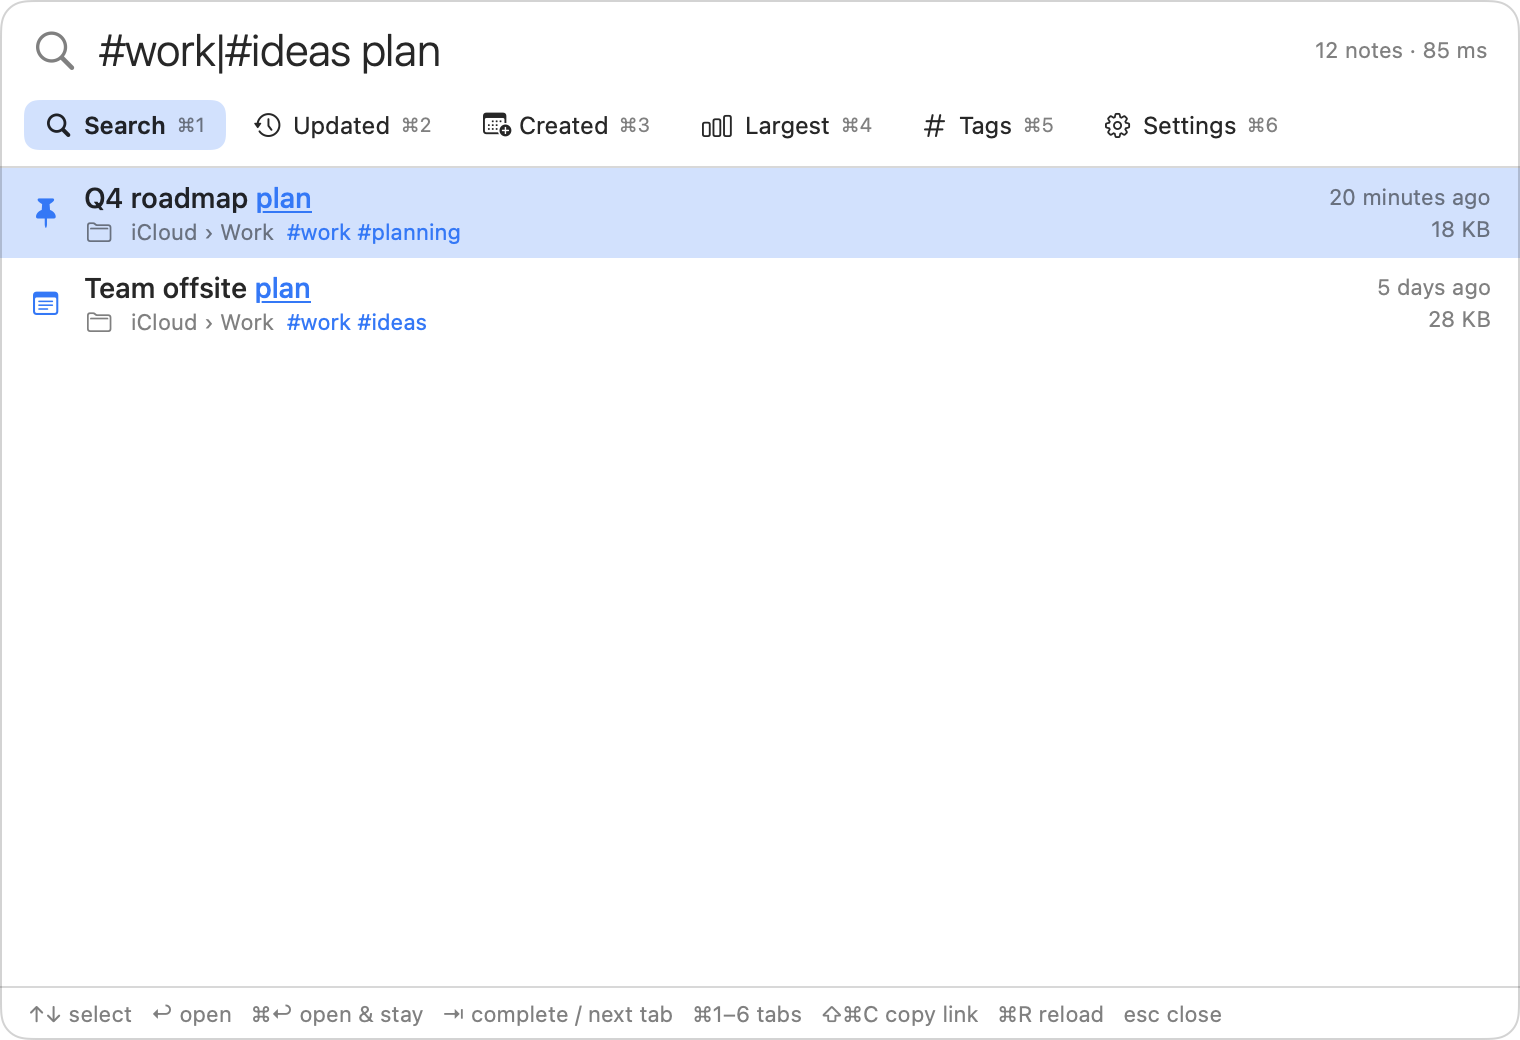 #work|#ideas plan
12 notes · 85 ms
Search ⌘1 Updated ⌘2 Created ⌘3 Largest ⌘4 # Tags ⌘5 Settings ⌘6
Q4 roadmap plan
20 minutes ago
iCloud › Work #work #planning
18 KB
Team offsite plan
5 days ago
iCloud › Work #work #ideas
28 KB
↑↓ select ↩ open ⌘↩ open & stay ⇥ complete / next tab ⌘1–6 tabs ⇧⌘C copy link ⌘R reload esc close